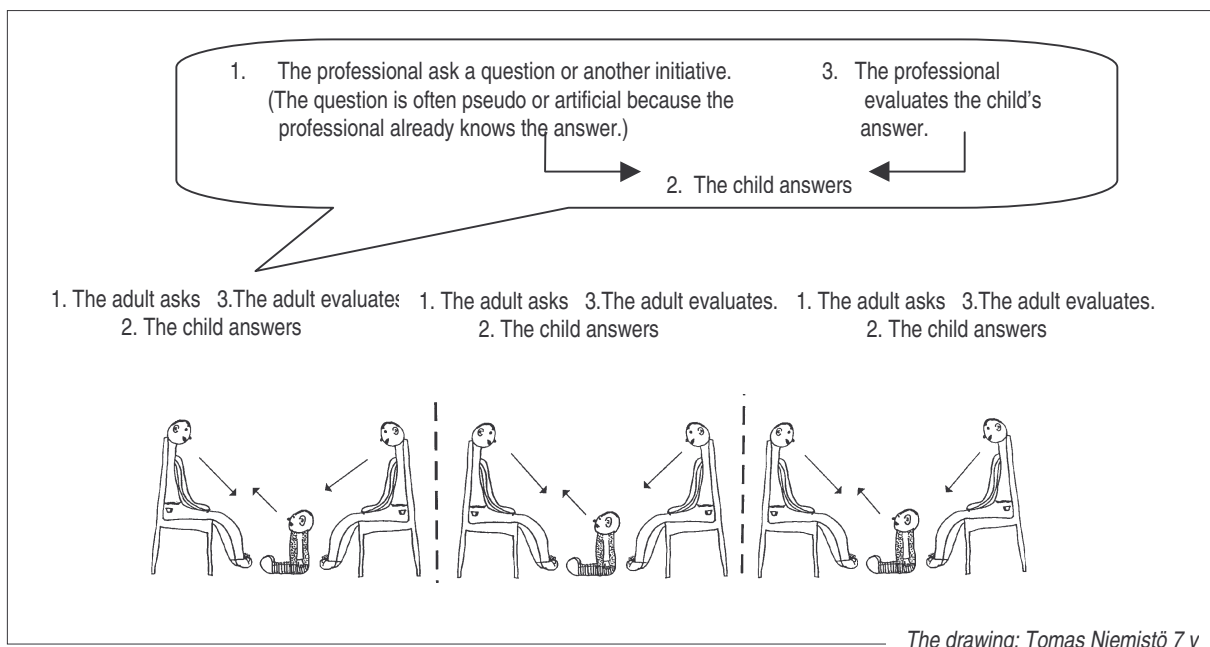 1. The professional ask a question or another initiative.
(The question is often pseudo or artificial because the
professional already knows the answer.)
3. The professional
evaluates the child's
answer.
2. The child answers
1. The adult asks 3.The adult evaluates
2. The child answers
1. The adult asks 3.The adult evaluates.
2. The child answers
1. The adult asks 3.The adult evaluates.
2. The child answers
The drawing: Tomas Niemistö 7 y